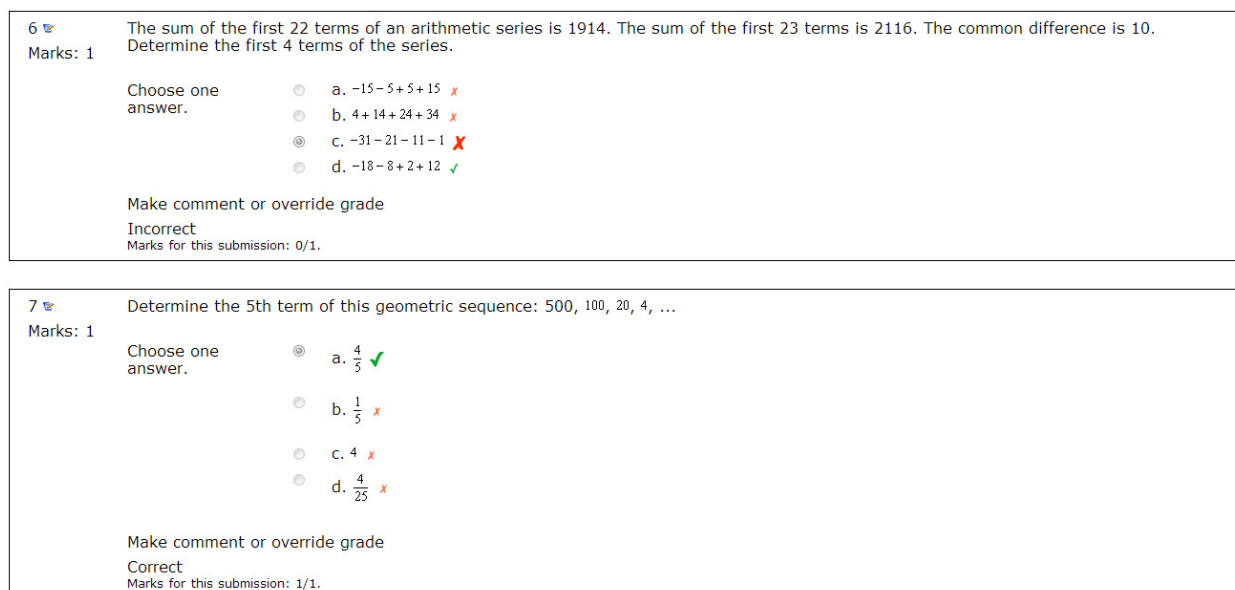 6
The sum of the first 22 terms of an arithmetic series is 1914. The sum of the first 23 terms is 2116. The common difference is 10.
Marks: 1
Determine the first 4 terms of the series.
Choose one
answer.
a. −15 − 5 + 5 + 15 ✗
b. 4 + 14 + 24 + 34 ✗
c. −31 − 21 − 11 − 1 ✗
d. −18 − 8 + 2 + 12 ✓
Make comment or override grade
Incorrect
Marks for this submission: 0/1.
7
Determine the 5th term of this geometric sequence: 500, 100, 20, 4, ...
Marks: 1
Choose one
answer.
a. 4/5 ✓
b. 1/5 ✗
c. 4 ✗
d. 4/25 ✗
Make comment or override grade
Correct
Marks for this submission: 1/1.